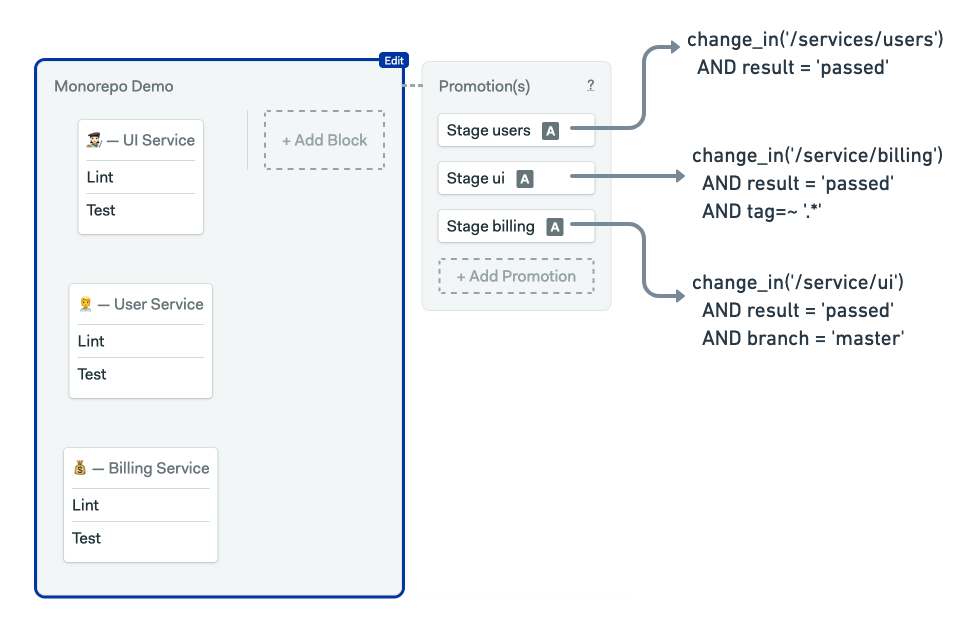 Edit
Monorepo Demo
— UI Service
Lint
Test
+ Add Block
— User Service
Lint
Test
— Billing Service
Lint
Test
Promotion(s) ?
Stage users A
Stage ui A
Stage billing A
+ Add Promotion
change_in('/services/users')
AND result = 'passed'
change_in('/service/billing')
AND result = 'passed'
AND tag=~ '.*'
change_in('/service/ui')
AND result = 'passed'
AND branch = 'master'